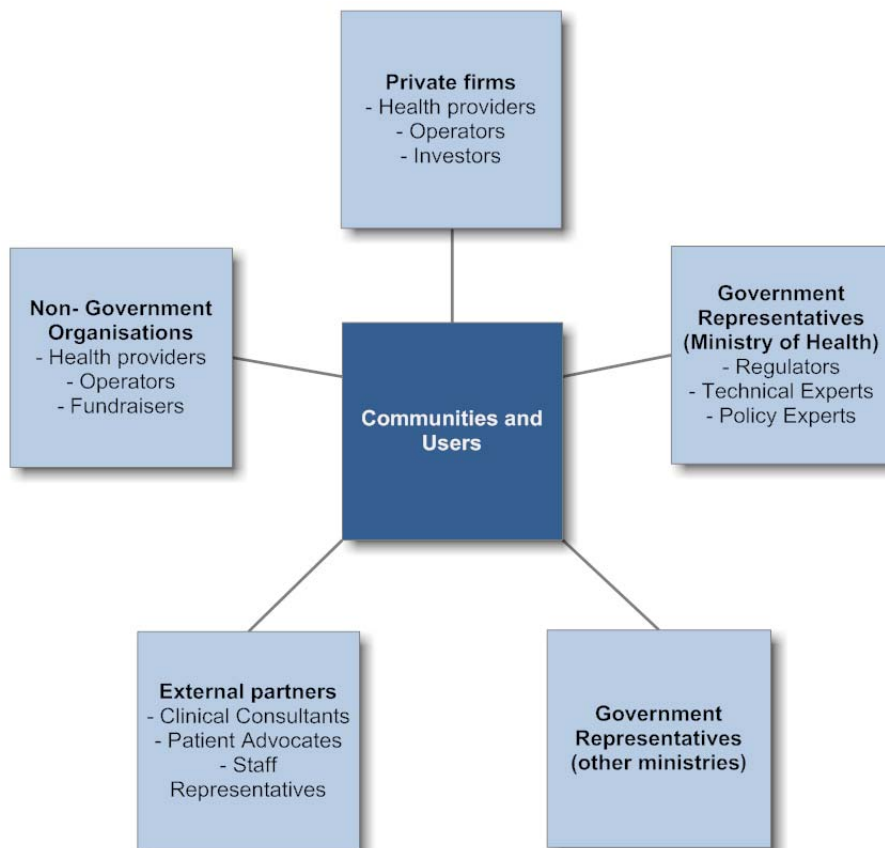 Private firms
- Health providers
- Operators
- Investors
Non- Government
Organisations
- Health providers
- Operators
- Fundraisers
Government
Representatives
(Ministry of Health)
- Regulators
- Technical Experts
- Policy Experts
Communities and
Users
External partners
- Clinical Consultants
- Patient Advocates
- Staff
Representatives
Government
Representatives
(other ministries)